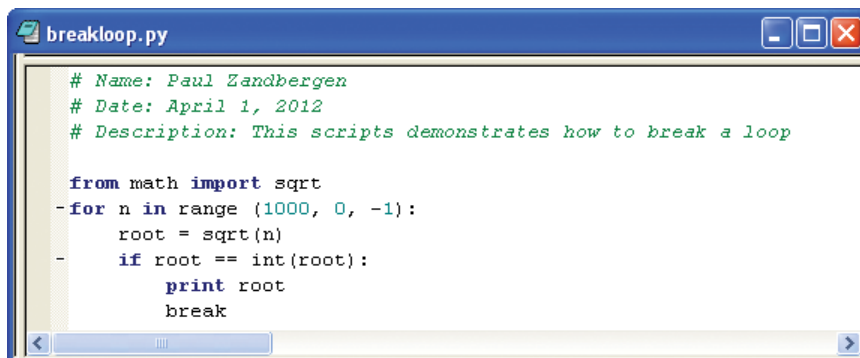 breakloop.py
# Name: Paul Zandbergen
# Date: April 1, 2012
# Description: This scripts demonstrates how to break a loop
from math import sqrt
for n in range (1000, 0, -1):
root = sqrt(n)
if root == int(root):
print root
break